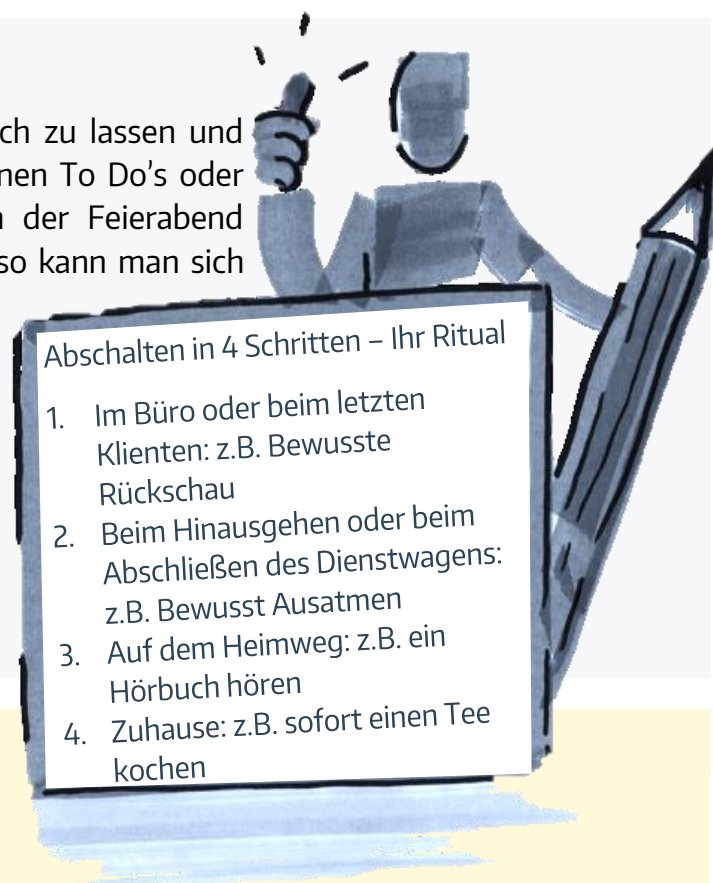 ch zu lassen und
nen To Do's oder
der Feierabend
so kann man sich
Abschalten in 4 Schritten – Ihr Ritual
1. Im Büro oder beim letzten
Klienten: z.B. Bewusste
Rückschau
2. Beim Hinausgehen oder beim
Abschließen des Dienstwagens:
z.B. Bewusst Ausatmen
3. Auf dem Heimweg: z.B. ein
Hörbuch hören
4. Zuhause: z.B. sofort einen Tee
kochen